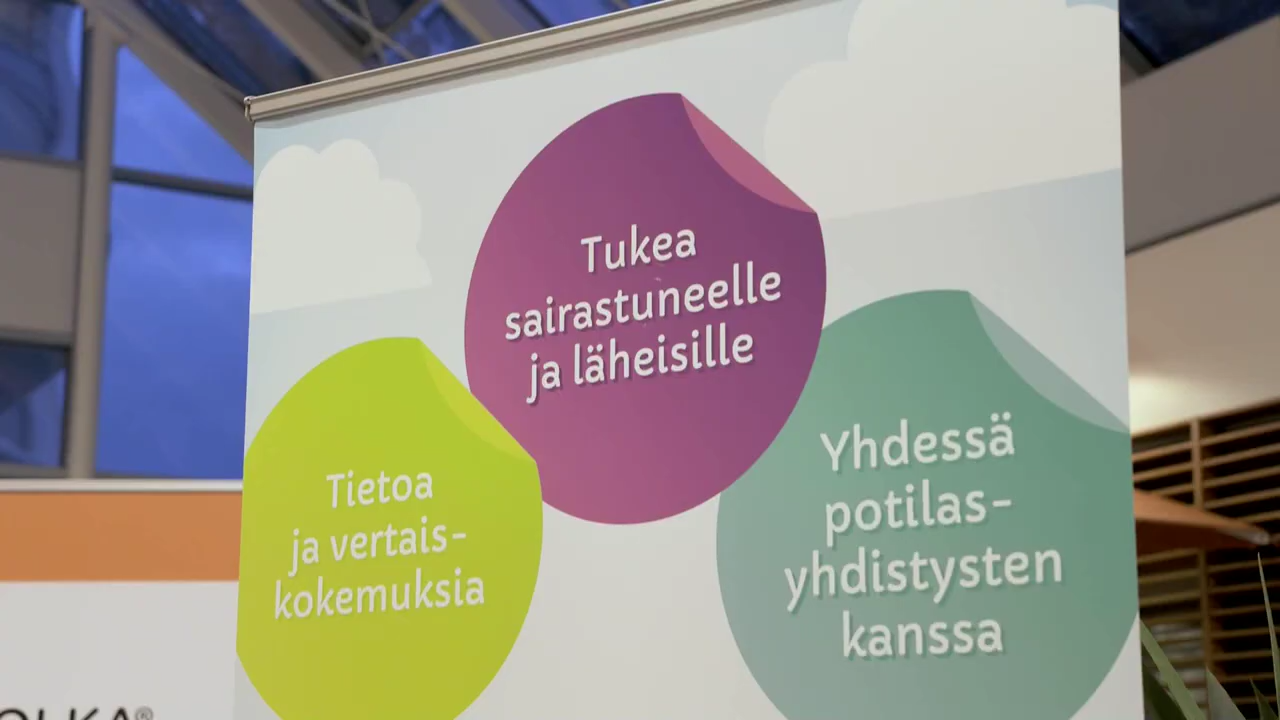 Tukea
sairastuneelle
ja läheisille
Tietoa
ja vertais-
kokemuksia
Yhdessä
potilas-
yhdistysten
kanssa